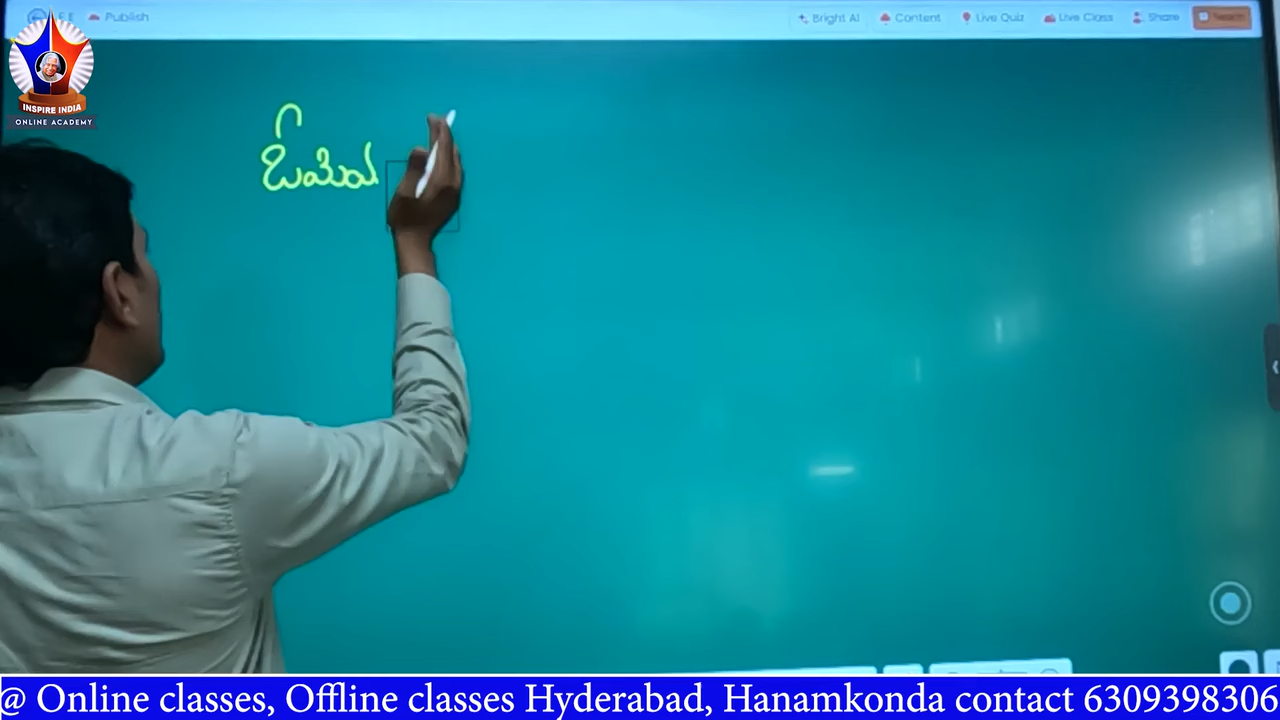 Publish
Bright AI
Content
Live Quiz
Live Class
Share
Teach
INSPIRE INDIA
ONLINE ACADEMY
@ Online classes, Offline classes Hyderabad, Hanamkonda contact 6309398306